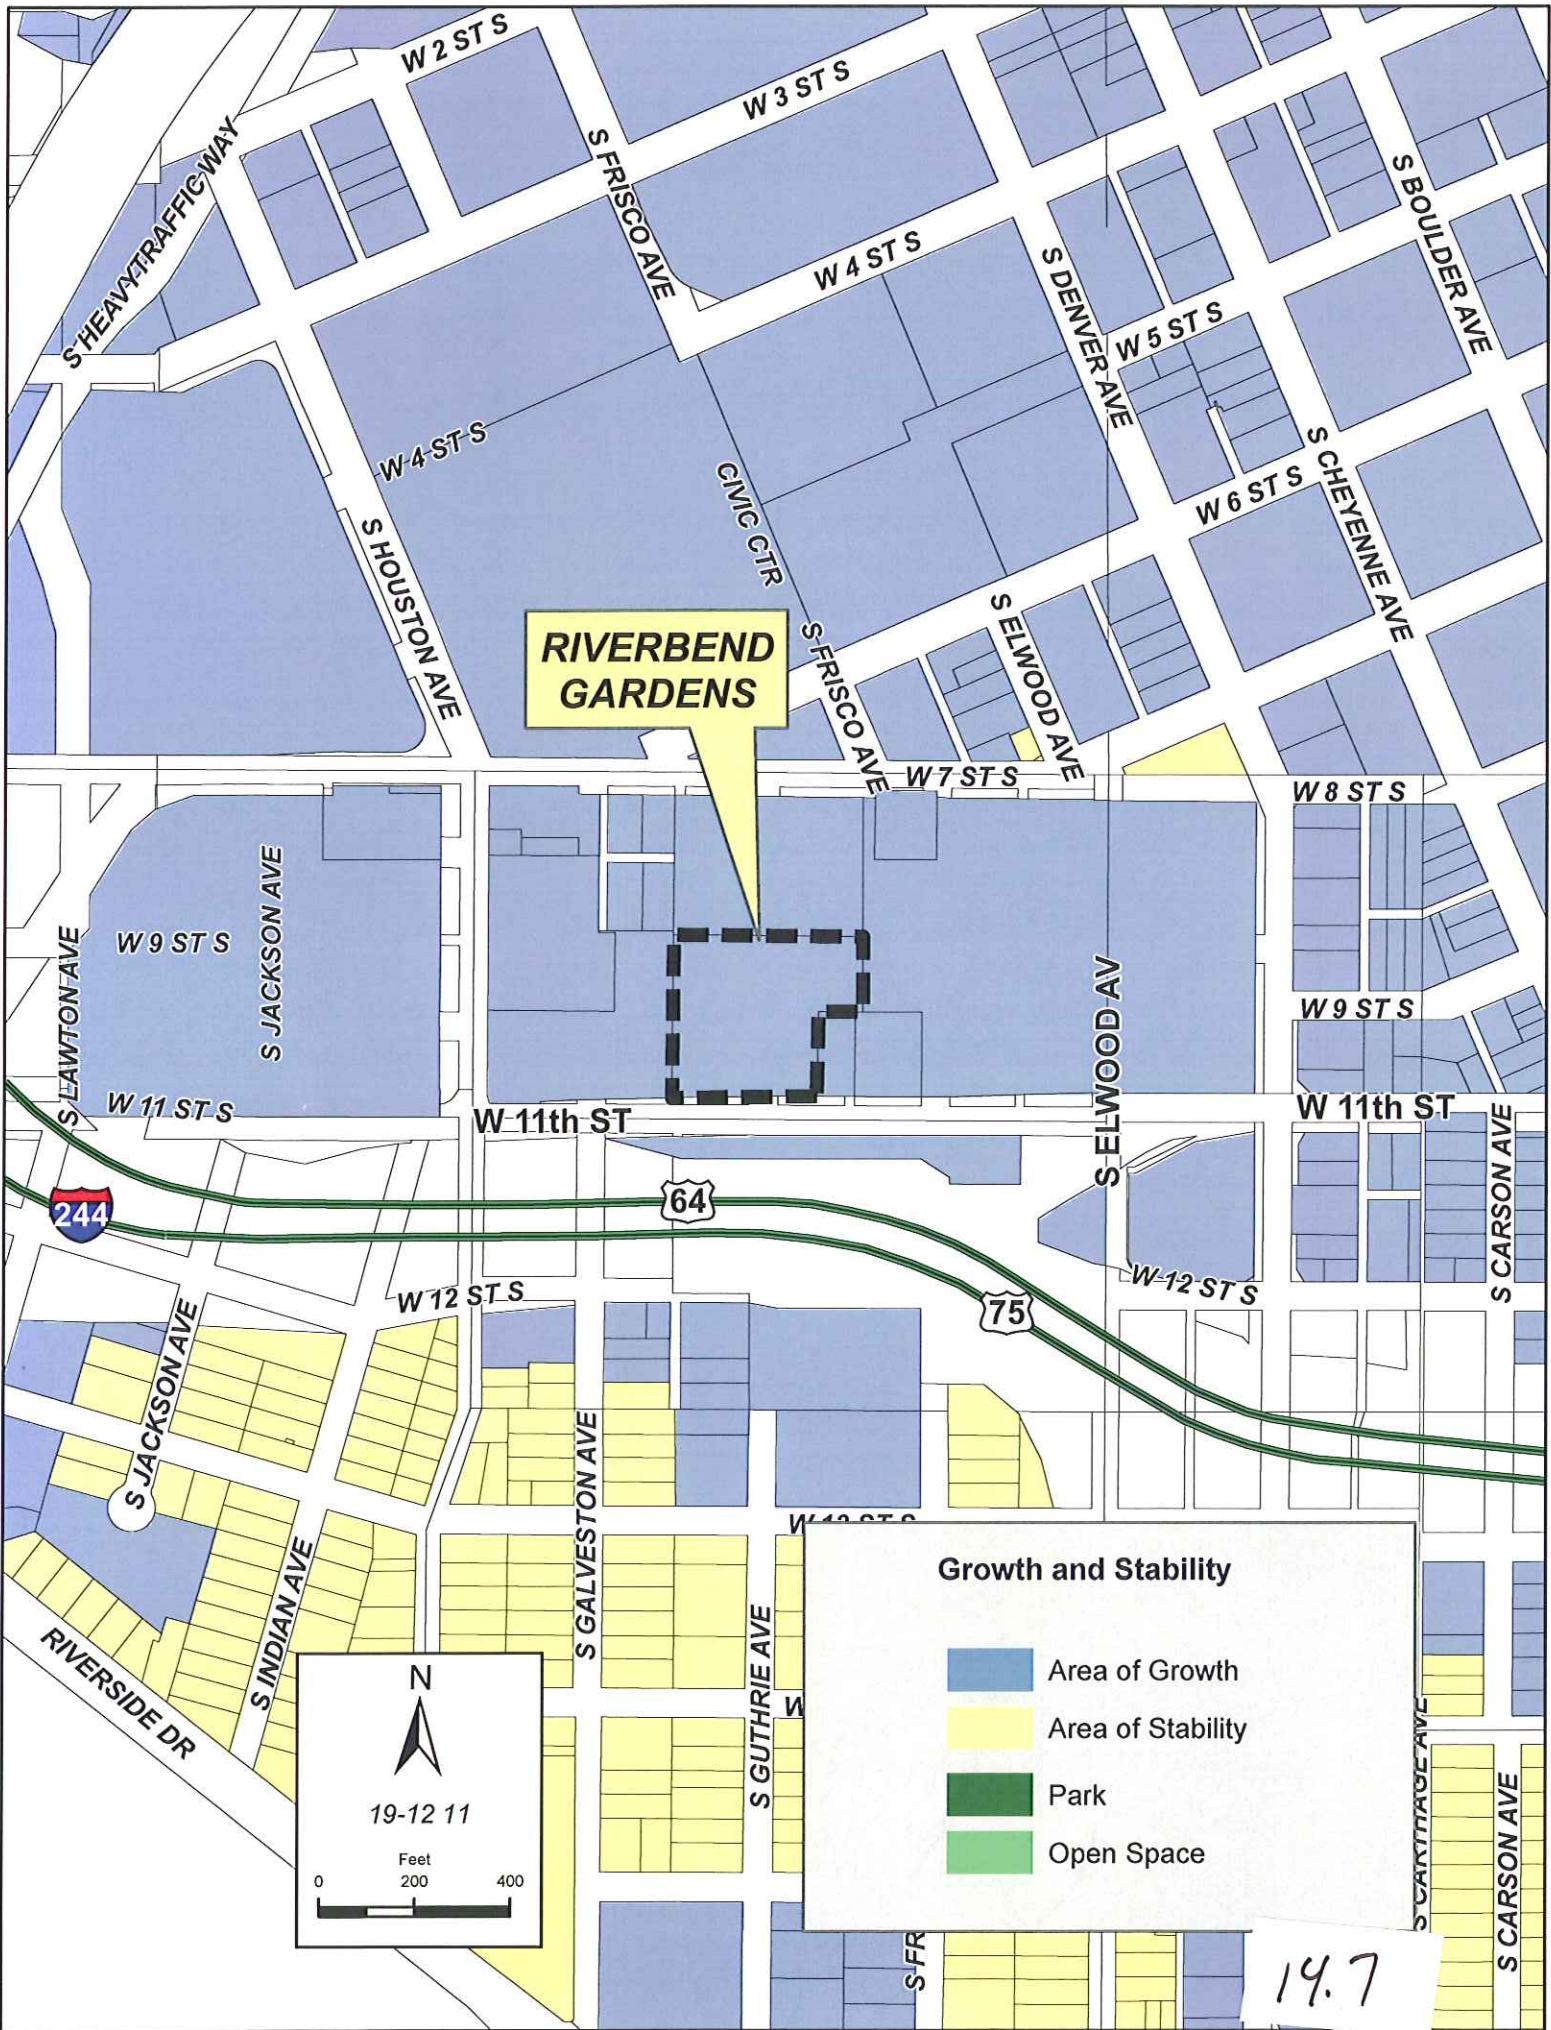 W 2 ST S
W 3 ST S
S FRISCO AVE
S HEAVYTRAFFIC WAY
S BOULDER AVE
W 4 ST S
S DENVER AVE
W 5 ST S
W 4 ST S
CIVIC CTR
S CHEYENNE AVE
W 6 ST S
S HOUSTON AVE
RIVERBEND
GARDENS
S FRISCO AVE
S ELWOOD AVE
W 7 ST S
W 8 ST S
S JACKSON AVE
W 9 ST S
S LAWTON AVE
S ELWOOD AV
W 9 ST S
W 11 ST S
W 11th ST
W 11th ST
S CARSON AVE
244
64
75
W 12 ST S
W 12 ST S
S JACKSON AVE
S GALVESTON AVE
W 13 ST S
S INDIAN AVE
RIVERSIDE DR
S GUTHRIE AVE
W
S CARTHAGE AVE
S CARSON AVE
S FR
N
19-12 11
Feet
0 200 400
Growth and Stability
Area of Growth
Area of Stability
Park
Open Space
14.7